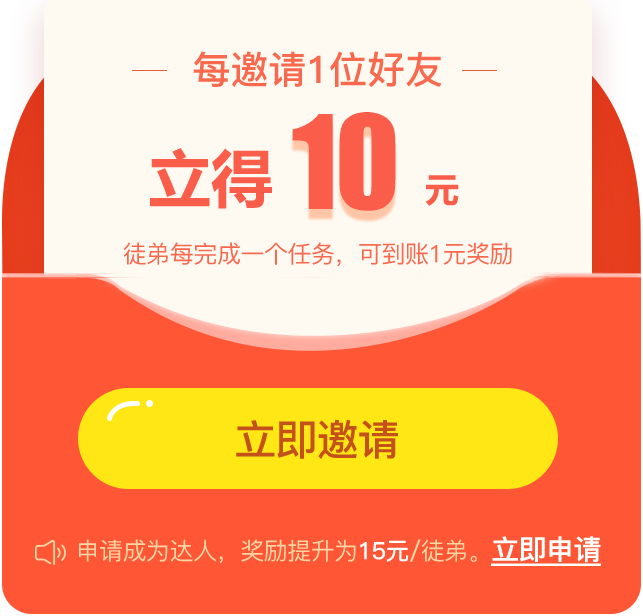 每邀请1位好友
立得10元
徒弟每完成一个任务，可到账1元奖励
立即邀请
申请成为达人，奖励提升为15元/徒弟。立即申请